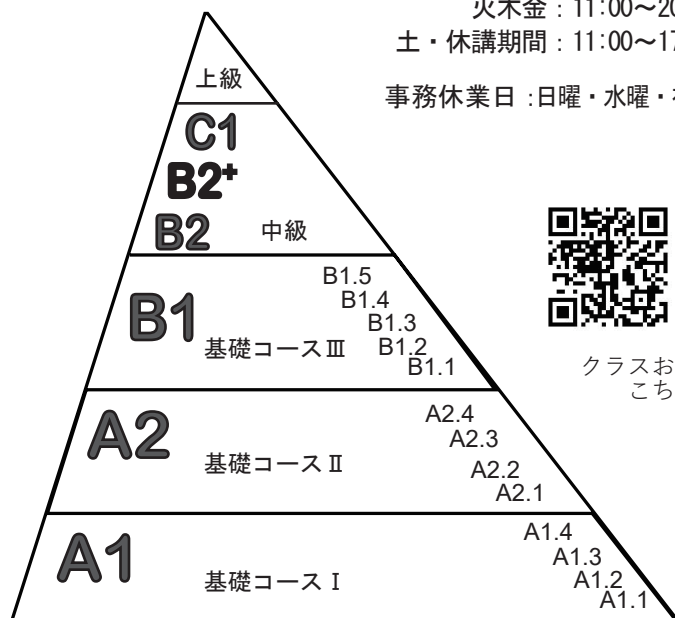 火木金：11:00～20
土・休講期間：11:00～17
事務休業日：日曜・水曜・
上級
C1
B2+
B2 中級
B1.5
B1.4
B1.3
B1 基礎コースⅢ B1.2
B1.1
クラスお
こち
A2.4
A2 A2.3
基礎コースⅡ A2.2
A2.1
A1.4
A1 A1.3
基礎コースⅠ A1.2
A1.1